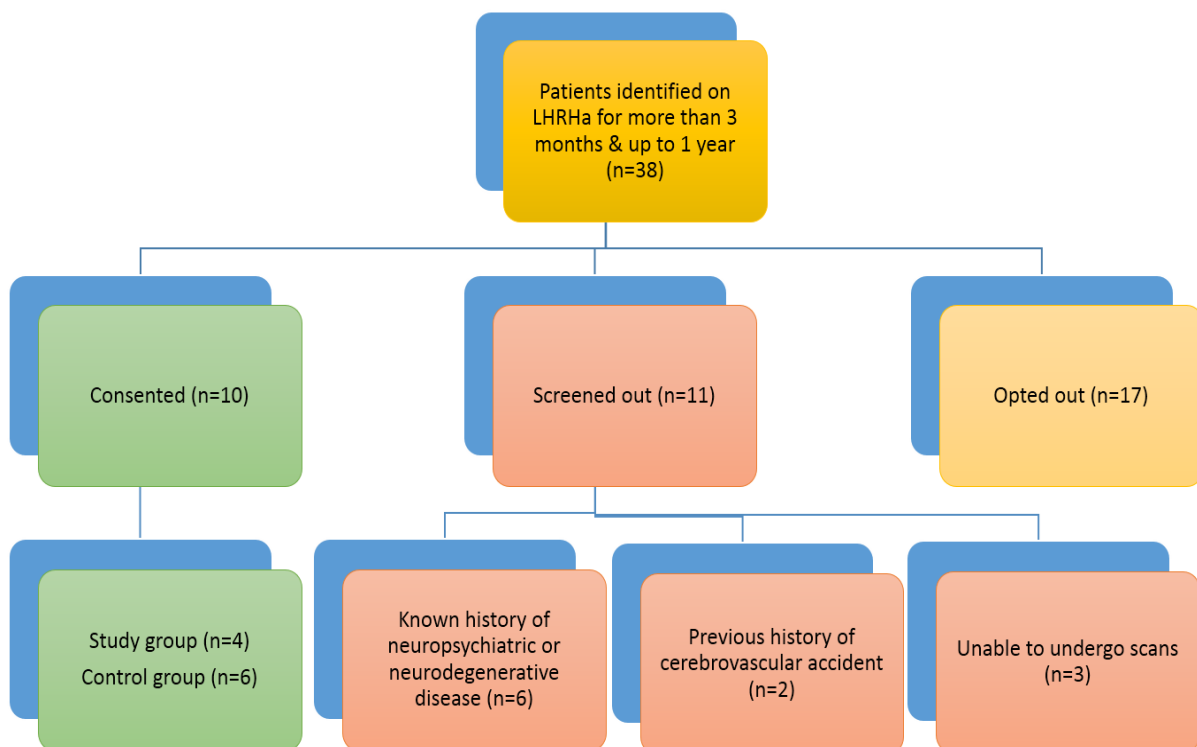 Patients identified on
LHRHa for more than 3
months & up to 1 year
(n=38)
Consented (n=10)
Screened out (n=11)
Opted out (n=17)
Study group (n=4)
Control group (n=6)
Known history of
neuropsychiatric or
neurodegenerative
disease (n=6)
Previous history of
cerebrovascular accident
(n=2)
Unable to undergo scans
(n=3)